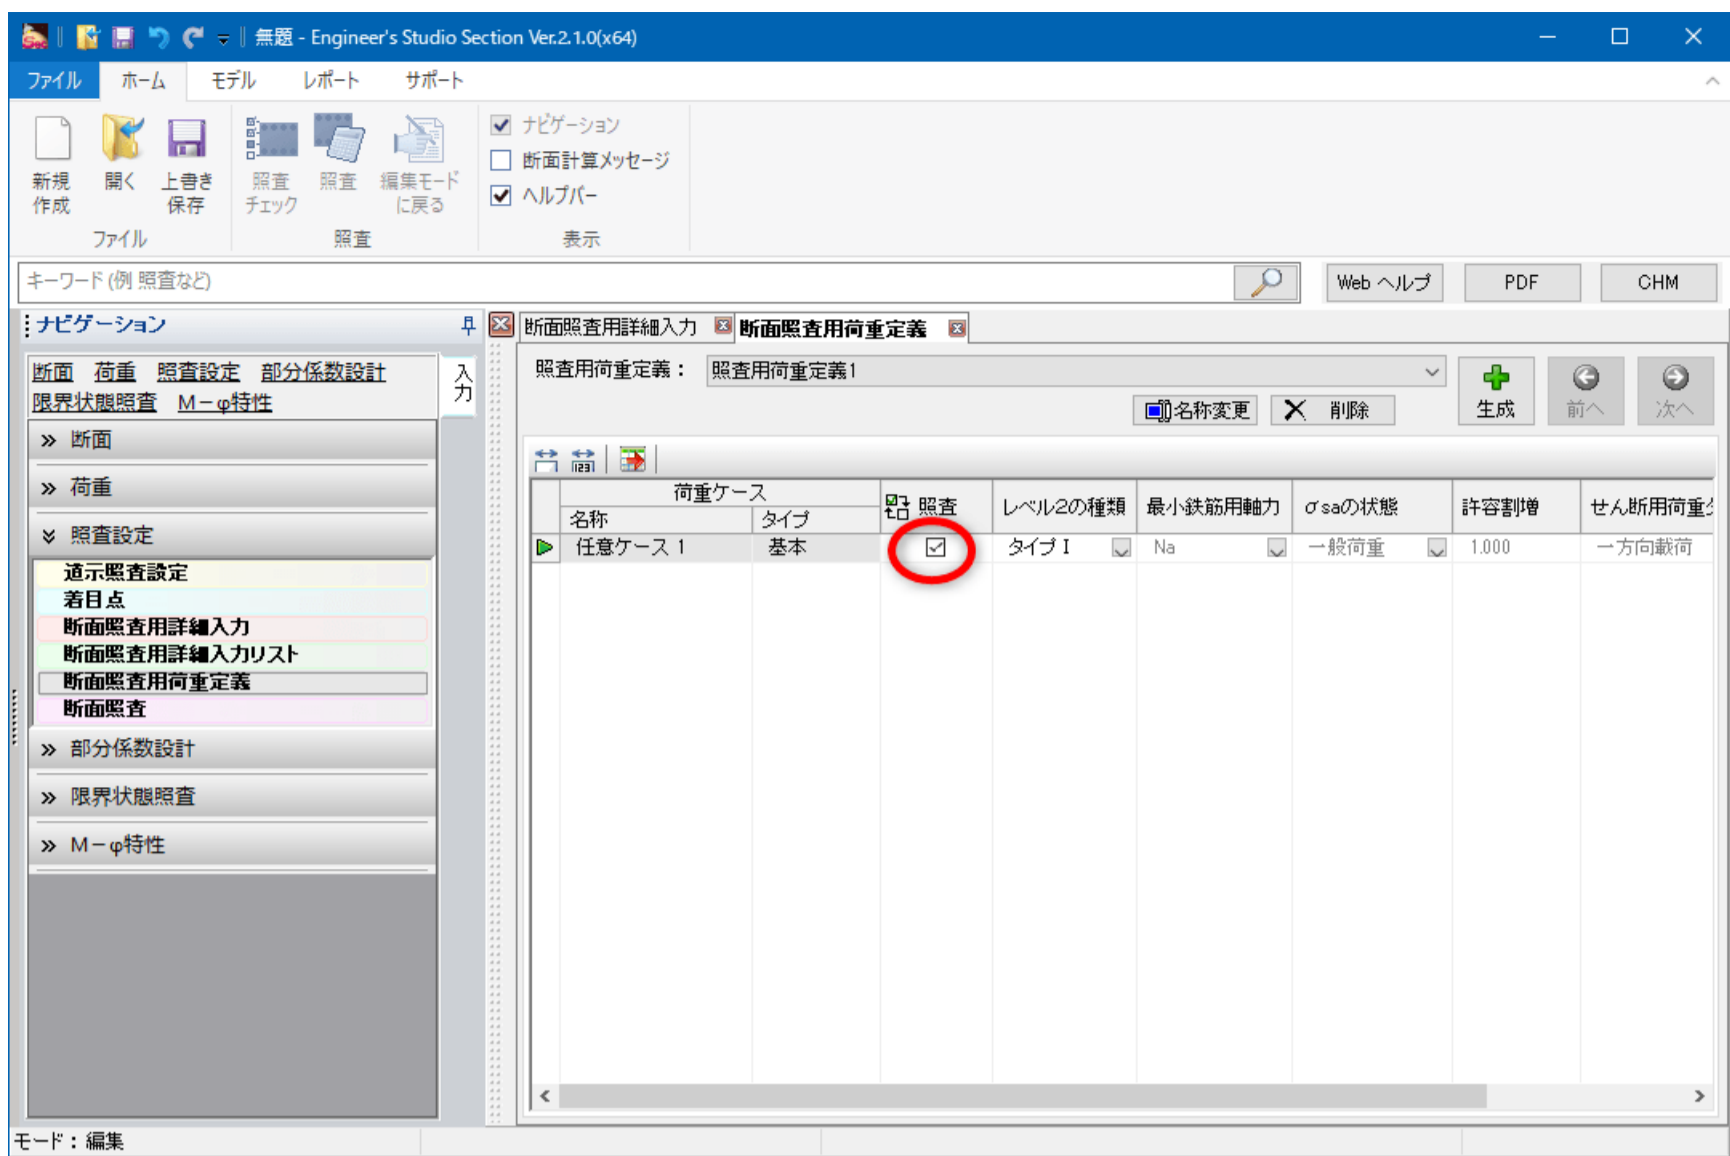 無題 - Engineer's Studio Section Ver.2.1.0(x64)
ファイル ホーム モデル レポート サポート
新規作成 開く 上書き保存
ファイル
照査チェック 照査 編集モードに戻る
照査
ナビゲーション
断面計算メッセージ
ヘルプバー
表示
キーワード (例 照査など)
Web ヘルプ PDF CHM
ナビゲーション
断面 荷重 照査設定 部分係数設計
限界状態照査 M－φ特性
入力
断面
荷重
照査設定
道示照査設定
着目点
断面照査用詳細入力
断面照査用詳細入力リスト
断面照査用荷重定義
断面照査
部分係数設計
限界状態照査
M－φ特性
断面照査用詳細入力 断面照査用荷重定義
照査用荷重定義： 照査用荷重定義1
名称変更 削除
生成 前へ 次へ
荷重ケース
名称 タイプ 照査 レベル2の種類 最小鉄筋用軸力 σsaの状態 許容割増 せん断用荷重
任意ケース 1 基本 タイプⅠ Na 一般荷重 1.000 一方向載荷
モード：編集